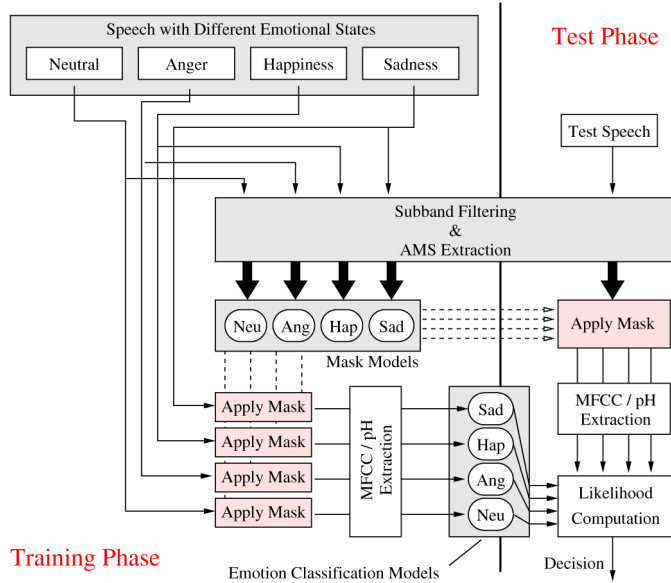 Speech with Different Emotional States
Neutral
Anger
Happiness
Sadness
Test Phase
Test Speech
Subband Filtering
&
AMS Extraction
Neu
Ang
Hap
Sad
Mask Models
Apply Mask
MFCC / pH
Extraction
Apply Mask
Apply Mask
Apply Mask
Apply Mask
MFCC / pH
Extraction
Sad
Hap
Ang
Neu
Likelihood
Computation
Training Phase
Emotion Classification Models
Decision